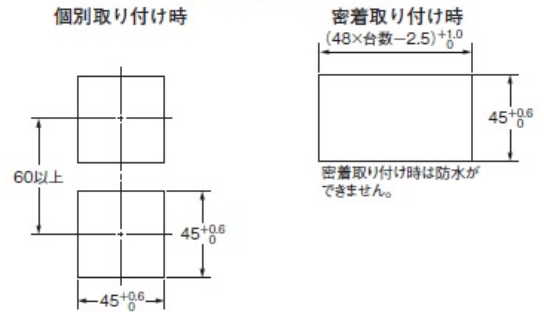 個別取り付け時
60以上
45+0.6 0
45+0.6 0
密着取り付け時
(48×台数−2.5)+1.0 0
45+0.6 0
密着取り付け時は防水が
できません。